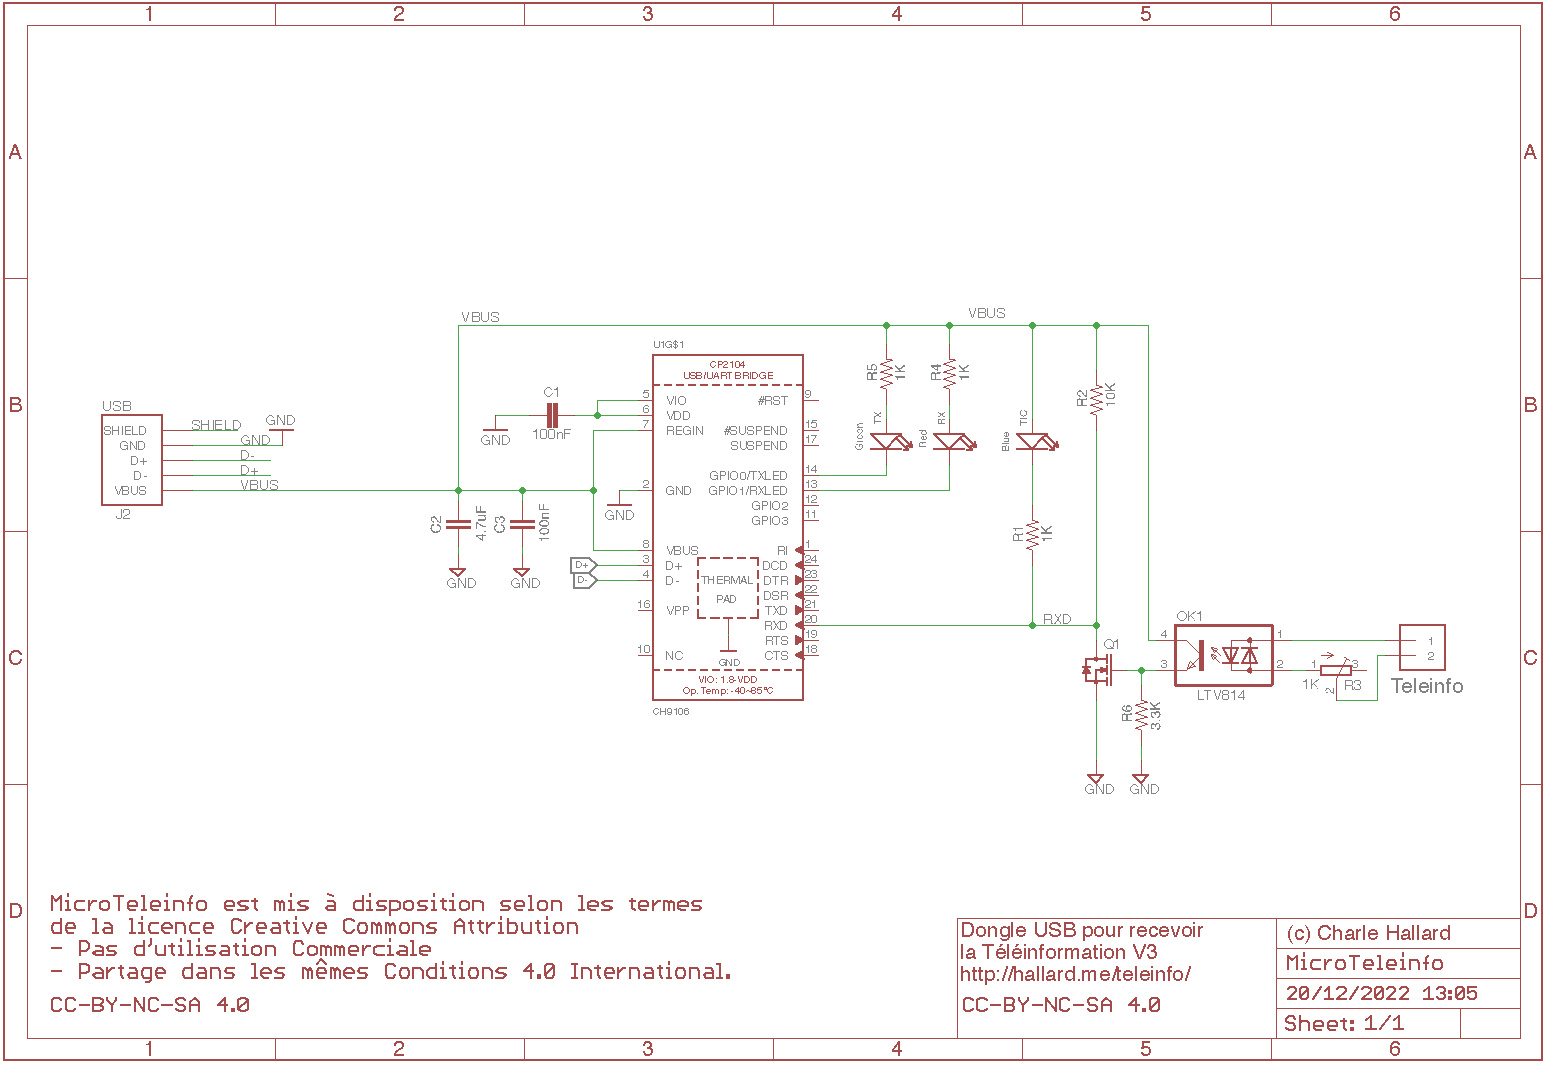 1 2 3 4 5 6
A A
B B
C C
D D
VBUS
VBUS
U1G$1
CP2104
USB/UART BRIDGE
5 VIO
6 VDD
7 REGIN
2 GND
8 VBUS
3 D+
4 D-
16 VPP
10 NC
#RST 9
#SUSPEND 15
SUSPEND 17
GPIO0/TXLED 14
GPIO1/RXLED 13
GPIO2 12
GPIO3 11
RI 1
DCD 24
DTR 23
DSR 22
TXD 21
RXD 20
RTS 19
CTS 18
THERMAL
PAD
GND
VIO: 1.8-VDD
Op. Temp: -40~85°C
CH9106
C1
100nF
GND
GND
D+
D-
USB
SHIELD
GND
D+
D-
VBUS
J2
SHIELD
GND
GND
D-
D+
VBUS
C2
4.7uF
GND
C3
100nF
GND
R5
1K
TX
Green
R4
1K
RX
Red
TIC
Blue
R1
1K
R2
10K
RXD
Q1
GND
R6
3.3K
GND
OK1
4
3
1
2
LTV814
1
3
2
1K
R3
1
2
Teleinfo
MicroTeleinfo est mis à disposition selon les termes
de la licence Creative Commons Attribution
- Pas d'utilisation Commerciale
- Partage dans les mêmes Conditions 4.0 International.
CC-BY-NC-SA 4.0
Dongle USB pour recevoir
la Téléinformation V3
http://hallard.me/teleinfo/
CC-BY-NC-SA 4.0
(c) Charle Hallard
MicroTeleinfo
20/12/2022 13:05
Sheet: 1/1
1 2 3 4 5 6